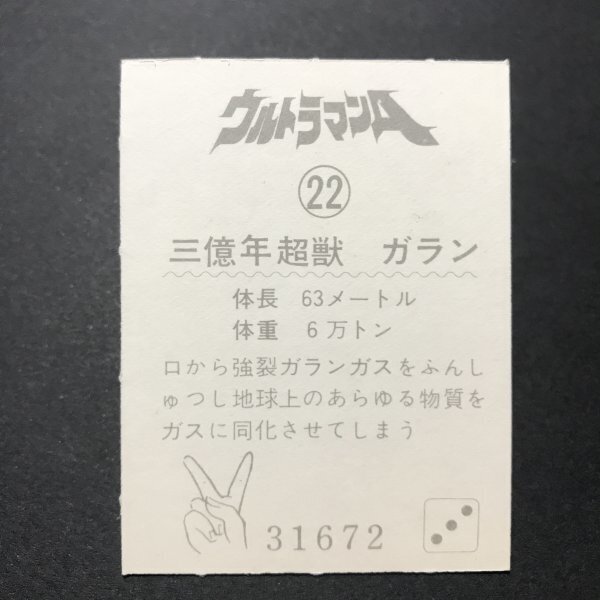 ウルトラマンA
22
三億年超獣 ガラン
体長 63メートル
体重 6万トン
口から強裂ガランガスをふんし
ゅつし地球上のあらゆる物質を
ガスに同化させてしまう
31672